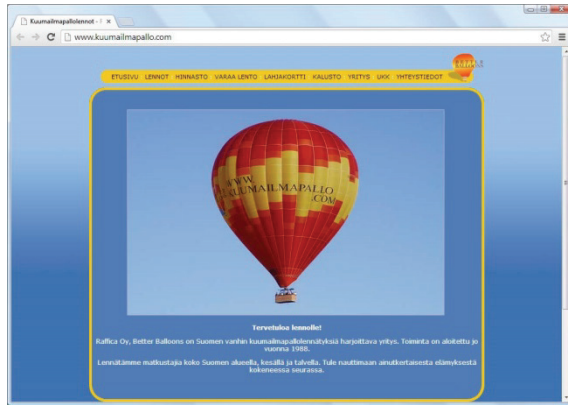 Kuumailmapallolennot -
www.kuumailmapallo.com
ETUSIVU LENNOT HINNASTO VARAA LENTO LAHJAKORTTI KALUSTO YRITYS UKK YHTEYSTIEDOT
WWW.
KUUMAILMAPALLO
.COM
Tervetuloa lennolle!
Raffica Oy, Better Balloons on Suomen vanhin kuumailmapallolennätyksiä harjoittava yritys. Toiminta on aloitettu jo
vuonna 1988.
Lennätämme matkustajia koko Suomen alueella, kesällä ja talvella. Tule nauttimaan ainutkertaisesta elämyksestä
kokeneessa seurassa.